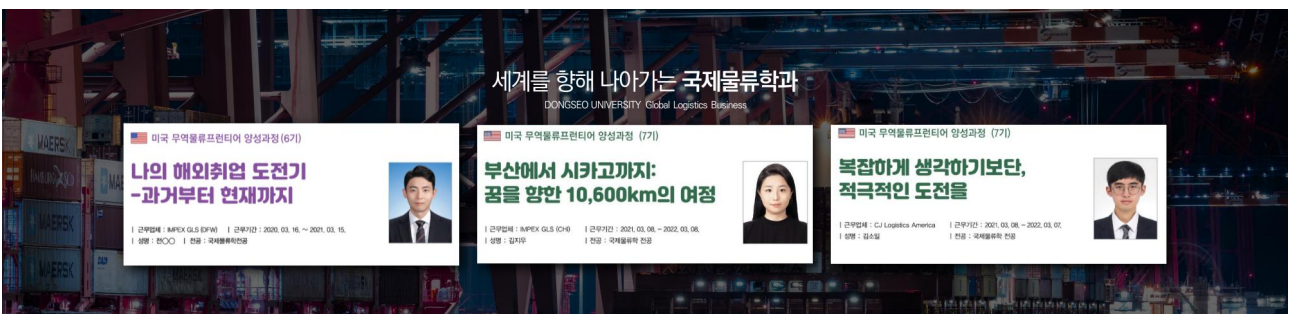 세계를 향해 나아가는 국제물류학과
DONGSEO UNIVERSITY Global Logistics Business
미국 무역물류프런티어 양성과정(6기)
나의 해외취업 도전기
-과거부터 현재까지
| 근무업체 : IMPEX GLS (DFW) | 근무기간 : 2020. 03. 16. ~ 2021. 03. 15.
| 성명 : 전○○ | 전공 : 국제물류학전공
미국 무역물류프런티어 양성과정 (7기)
부산에서 시카고까지:
꿈을 향한 10,600km의 여정
| 근무업체 : IMPEX GLS (CHI) | 근무기간 : 2021. 03. 08. ~ 2022. 03. 08.
| 성명 : 김지우 | 전공 : 국제물류학 전공
미국 무역물류프런티어 양성과정 (7기)
복잡하게 생각하기보단,
적극적인 도전을
| 근무업체 : CJ Logistics America | 근무기간 : 2021. 03. 08. ~ 2022. 03. 07.
| 성명 : 김소일 | 전공 : 국제물류학 전공
MAERSK
MAERSK
MAERSK